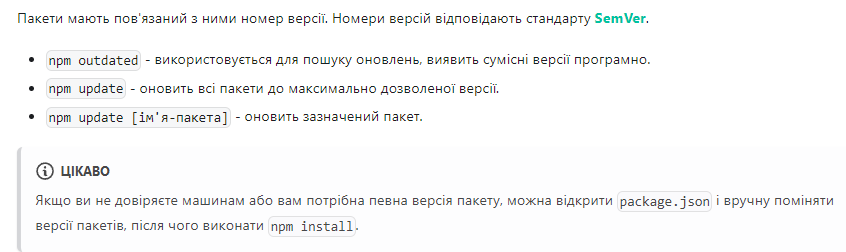 Пакети мають пов'язаний з ними номер версії. Номери версій відповідають стандарту SemVer.
npm outdated - використовується для пошуку оновлень, виявить сумісні версії програмно.
npm update - оновить всі пакети до максимально дозволеної версії.
npm update [ім'я-пакета] - оновить зазначений пакет.
ЦІКАВО
Якщо ви не довіряєте машинам або вам потрібна певна версія пакету, можна відкрити package.json і вручну поміняти
версії пакетів, після чого виконати npm install.